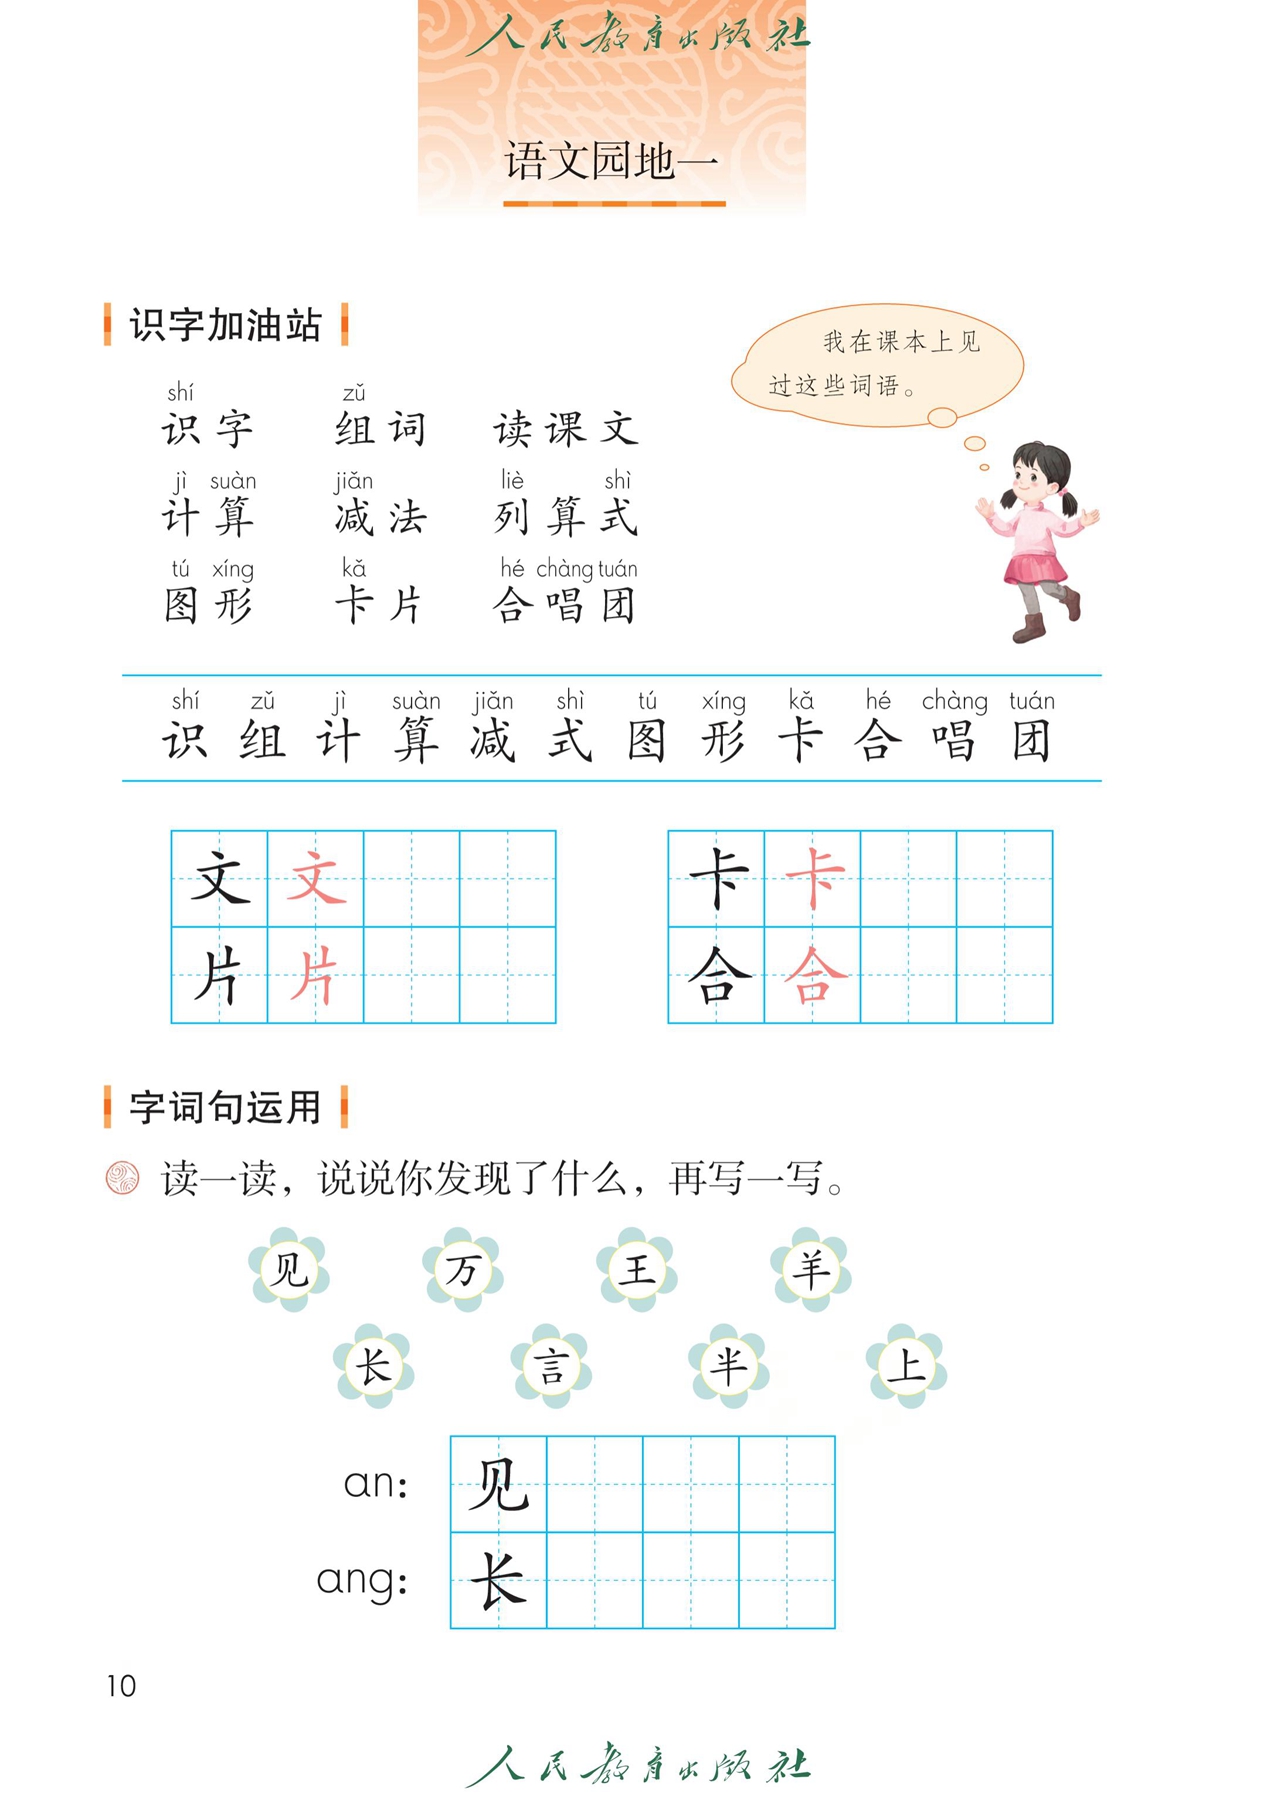 人民教育出版社
语文园地一
识字加油站
我在课本上见
过这些词语。
shí zǔ
识字 组词 读课文
jì suàn jiǎn liè shì
计算 减法 列算式
tú xíng kǎ hé chàng tuán
图形 卡片 合唱团
shí zǔ jì suàn jiǎn shì tú xíng kǎ hé chàng tuán
识 组 计 算 减 式 图 形 卡 合 唱 团
文 文 卡 卡
片 片 合 合
字词句运用
读一读，说说你发现了什么，再写一写。
见 万 王 羊
长 言 半 上
an： 见
ang： 长
10
人民教育出版社